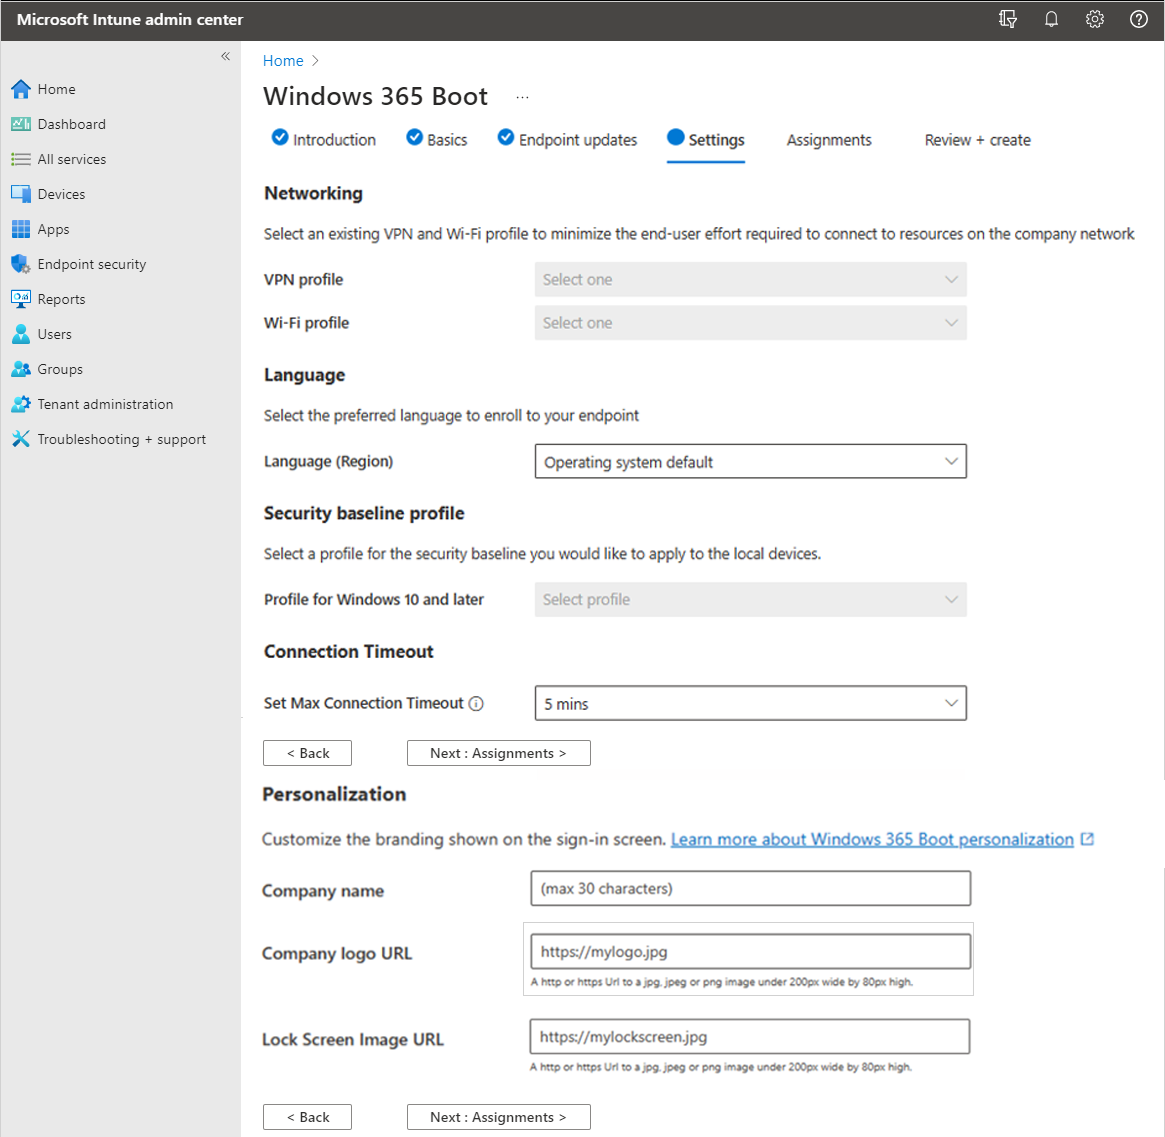 Microsoft Intune admin center
«
Home
Dashboard
All services
Devices
Apps
Endpoint security
Reports
Users
Groups
Tenant administration
Troubleshooting + support
Home >
Windows 365 Boot ...
Introduction
Basics
Endpoint updates
Settings
Assignments
Review + create
Networking
Select an existing VPN and Wi-Fi profile to minimize the end-user effort required to connect to resources on the company network
VPN profile
Select one
Wi-Fi profile
Select one
Language
Select the preferred language to enroll to your endpoint
Language (Region)
Operating system default
Security baseline profile
Select a profile for the security baseline you would like to apply to the local devices.
Profile for Windows 10 and later
Select profile
Connection Timeout
Set Max Connection Timeout
5 mins
< Back
Next : Assignments >
Personalization
Customize the branding shown on the sign-in screen. Learn more about Windows 365 Boot personalization
Company name
(max 30 characters)
Company logo URL
https://mylogo.jpg
A http or https Url to a jpg, jpeg or png image under 200px wide by 80px high.
Lock Screen Image URL
https://mylockscreen.jpg
A http or https Url to a jpg, jpeg or png image under 200px wide by 80px high.
< Back
Next : Assignments >